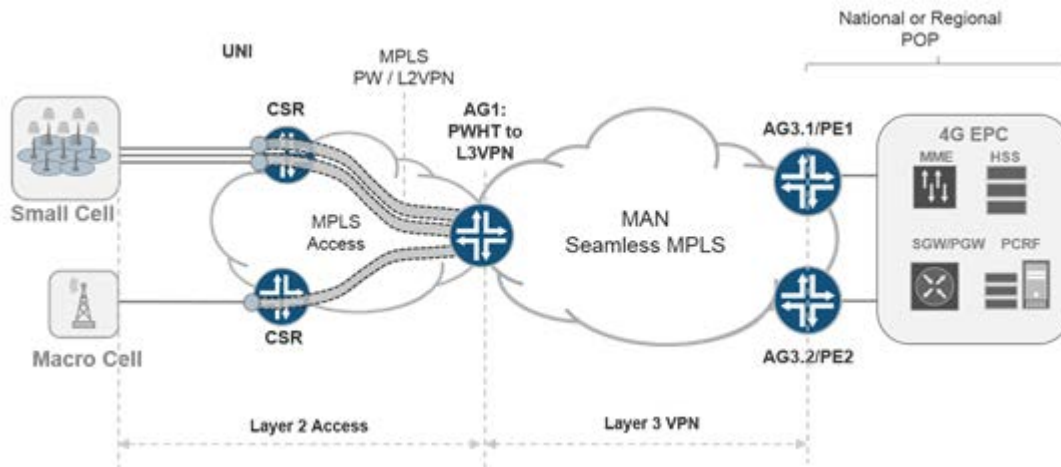 National or Regional
POP
UNI
MPLS
PW / L2VPN
CSR
AG1:
PWHT to
L3VPN
AG3.1/PE1
4G EPC
MME
HSS
Small Cell
MPLS
Access
MAN
Seamless MPLS
SGW/PGW
PCRF
Macro Cell
CSR
AG3.2/PE2
Layer 2 Access
Layer 3 VPN